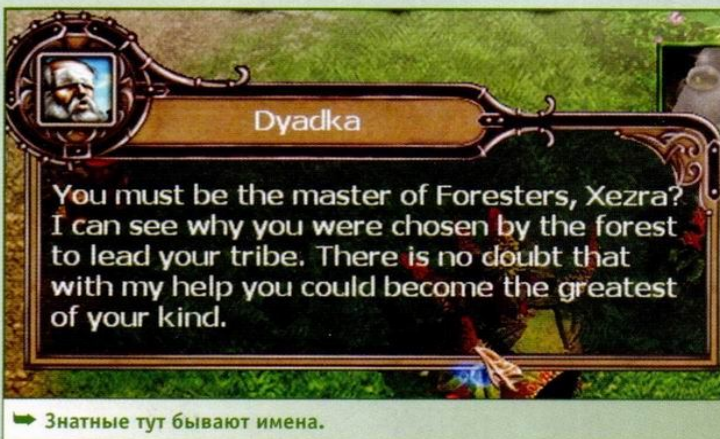 Dyadka
You must be the master of Foresters, Xezra?
I can see why you were chosen by the forest
to lead your tribe. There is no doubt that
with my help you could become the greatest
of your kind.
Знатные тут бывают имена.